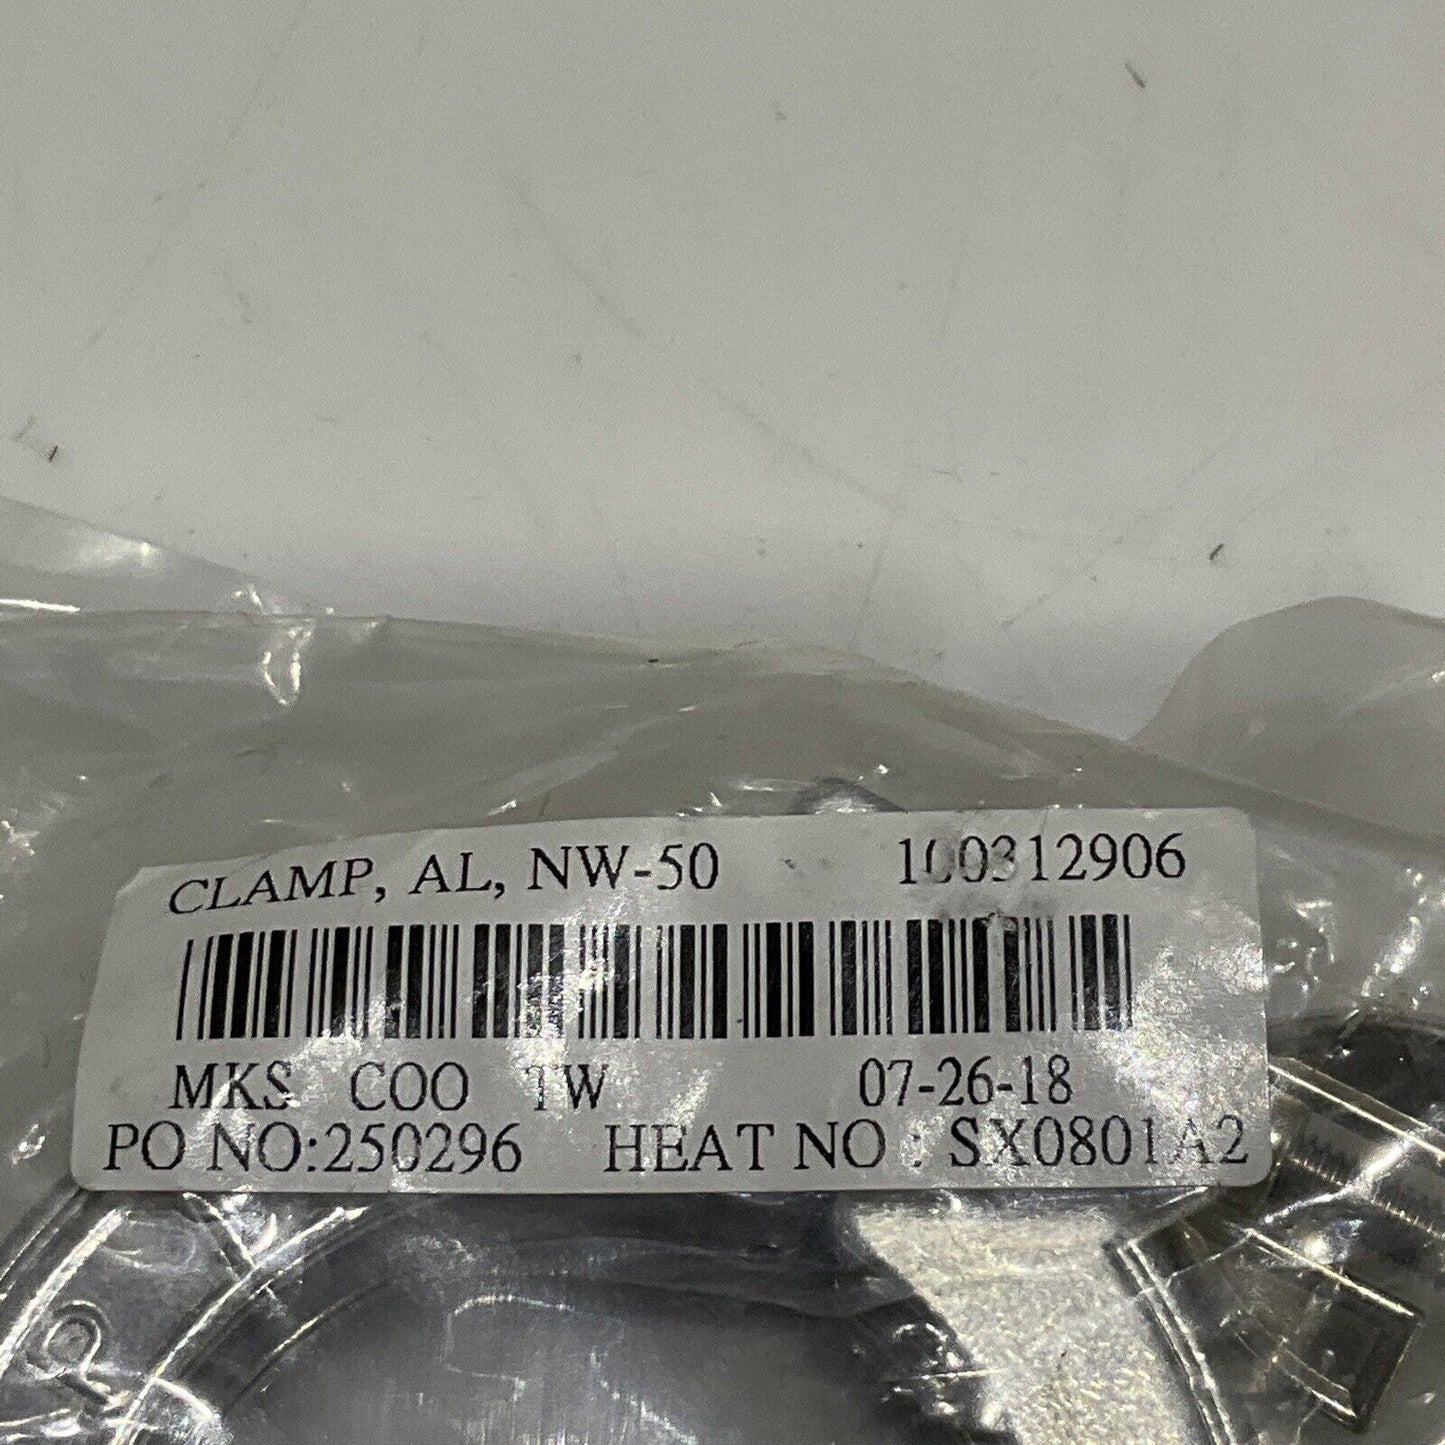 CLAMP, AL, NW-50 100312906
MKS COO TW 07-26-18
PO NO:250296 HEAT NO : SX0801A2